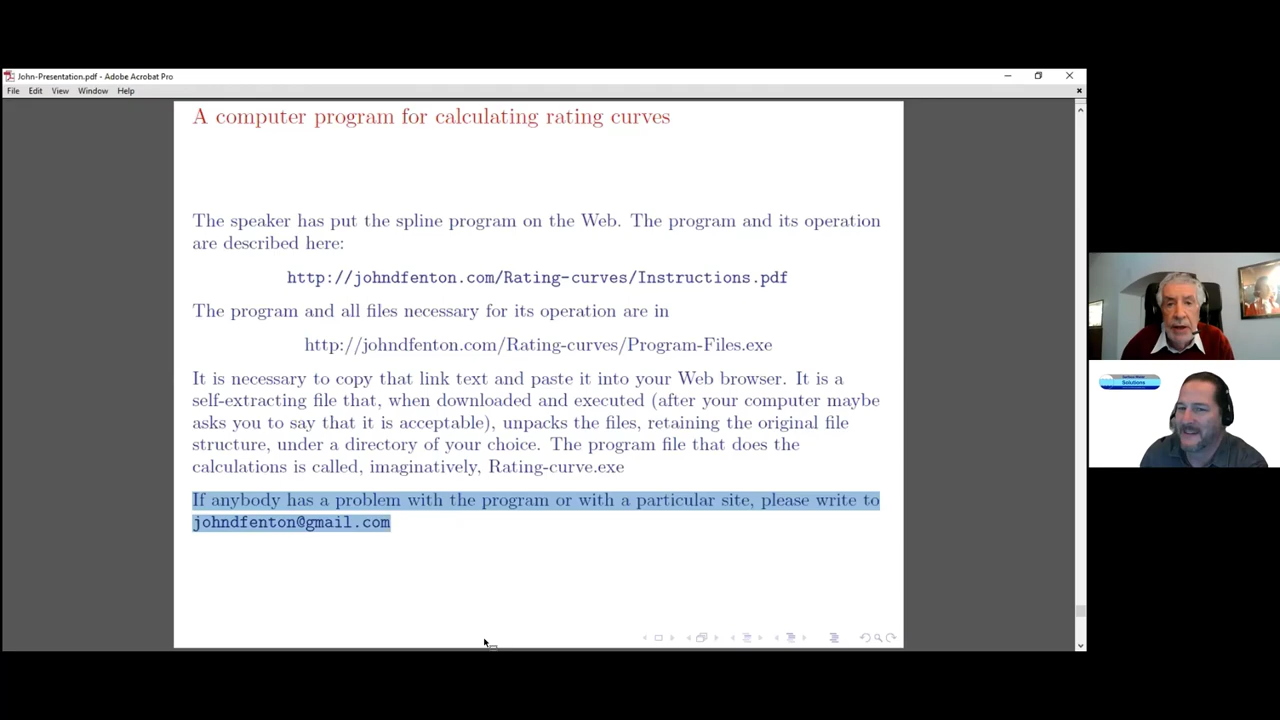 John-Presentation.pdf - Adobe Acrobat Pro
File Edit View Window Help
A computer program for calculating rating curves
The speaker has put the spline program on the Web. The program and its operation
are described here:
http://johndfenton.com/Rating-curves/Instructions.pdf
The program and all files necessary for its operation are in
http://johndfenton.com/Rating-curves/Program-Files.exe
It is necessary to copy that link text and paste it into your Web browser. It is a
self-extracting file that, when downloaded and executed (after your computer maybe
asks you to say that it is acceptable), unpacks the files, retaining the original file
structure, under a directory of your choice. The program file that does the
calculations is called, imaginatively, Rating-curve.exe
If anybody has a problem with the program or with a particular site, please write to
johndfenton@gmail.com
Solutions